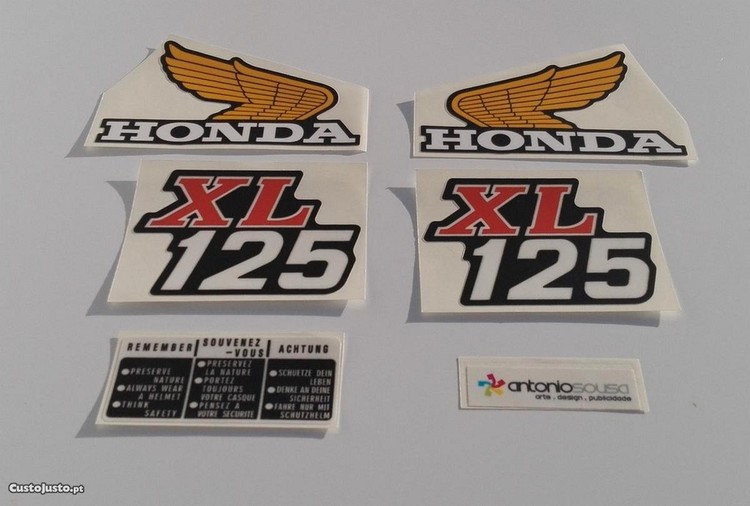 HONDA
HONDA
XL
125
XL
125
REMEMBER
PRESERVE
NATURE
ALWAYS WEAR
A HELMET
THINK
SAFETY
SOUVENEZ
-VOUS
PRESERVEZ
LA NATURE
PORTEZ
TOUJOURS
VOTRE CASQUE
PENSEZ A
VOTRE SECURITE
ACHTUNG
SCHUETZE DEIN
LEBEN
DENKE AN DEINE
SICHERHEIT
FAHRE NUR MIT
SCHUTZHELM
antoniosousa
arte . design . publicidade
CustoJusto.pt